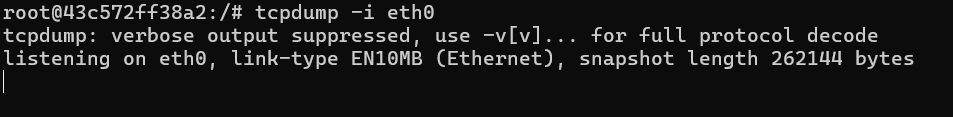 root@43c572ff38a2:/# tcpdump -i eth0
tcpdump: verbose output suppressed, use -v[v]... for full protocol decode
listening on eth0, link-type EN10MB (Ethernet), snapshot length 262144 bytes